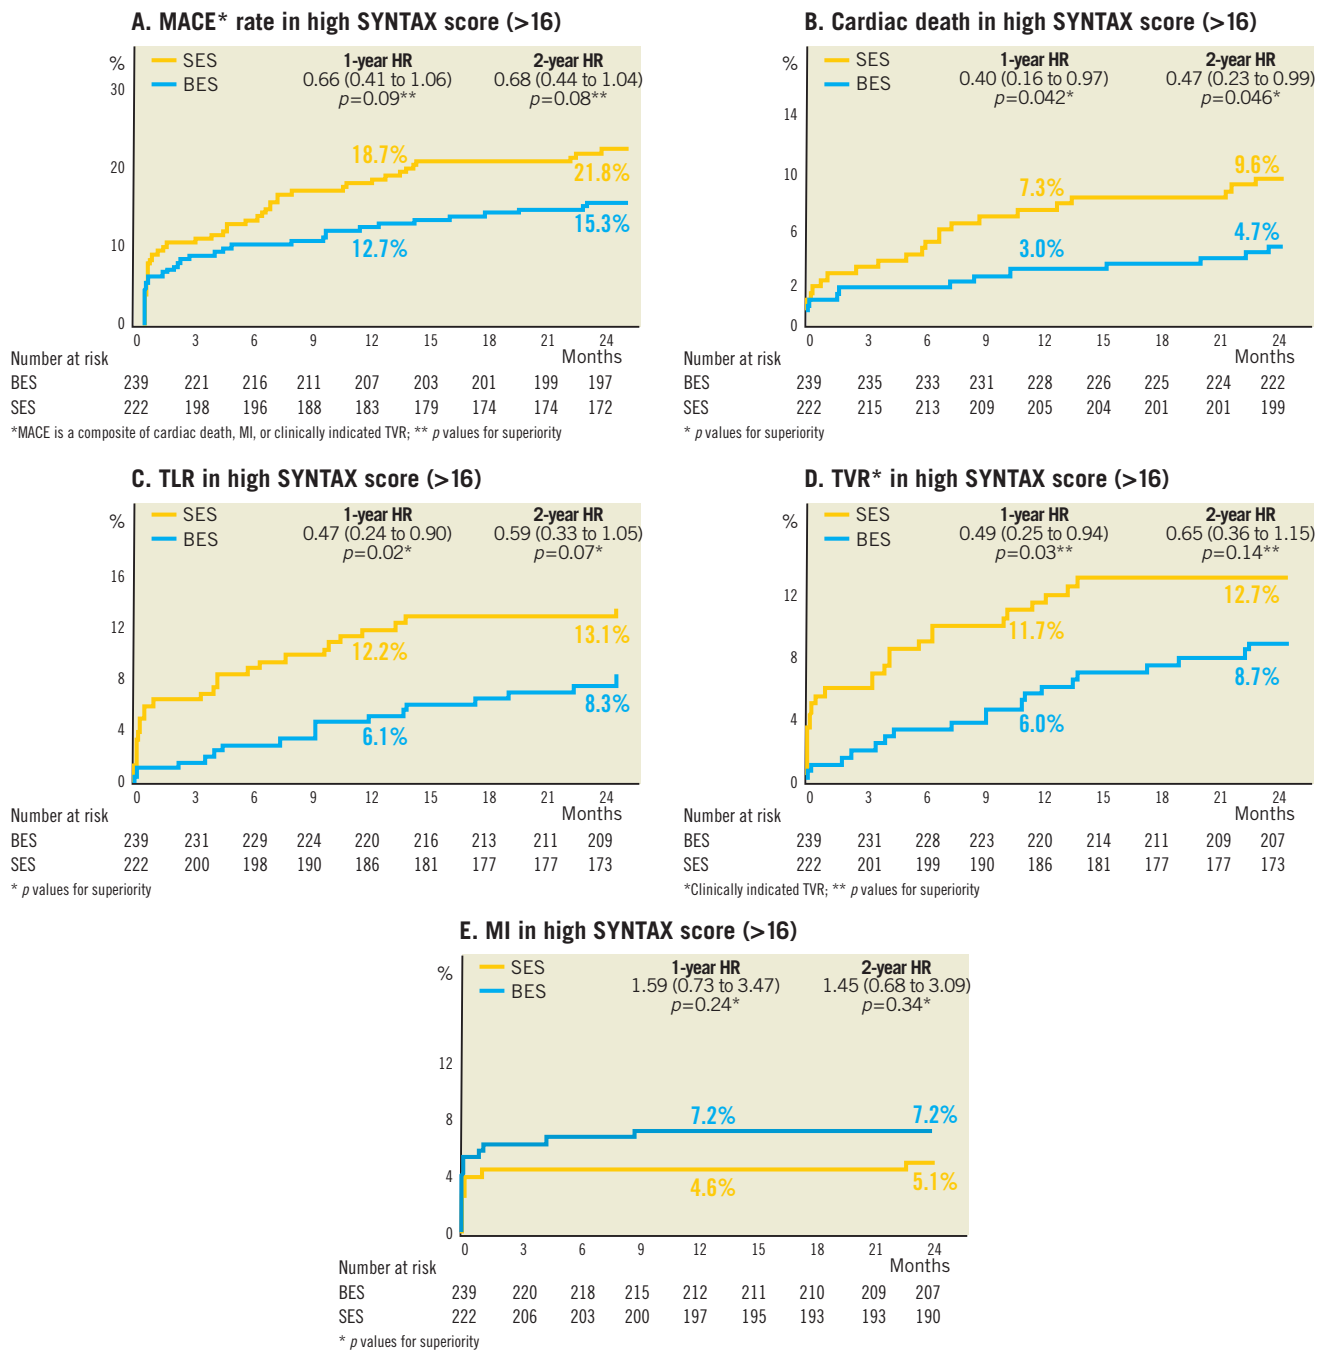 A. MACE* rate in high SYNTAX score (>16)
%
SES
BES
1-year HR
0.66 (0.41 to 1.06)
p=0.09**
2-year HR
0.68 (0.44 to 1.04)
p=0.08**
30
20
10
0
18.7%
21.8%
12.7%
15.3%
0 3 6 9 12 15 18 21 24
Months
Number at risk
BES 239 221 216 211 207 203 201 199 197
SES 222 198 196 188 183 179 174 174 172
*MACE is a composite of cardiac death, MI, or clinically indicated TVR; ** p values for superiority
B. Cardiac death in high SYNTAX score (>16)
%
SES
BES
1-year HR
0.40 (0.16 to 0.97)
p=0.042*
2-year HR
0.47 (0.23 to 0.99)
p=0.046*
14
10
6
2
0
7.3%
9.6%
3.0%
4.7%
0 3 6 9 12 15 18 21 24
Months
Number at risk
BES 239 235 233 231 228 226 225 224 222
SES 222 215 213 209 205 204 201 201 199
* p values for superiority
C. TLR in high SYNTAX score (>16)
%
SES
BES
1-year HR
0.47 (0.24 to 0.90)
p=0.02*
2-year HR
0.59 (0.33 to 1.05)
p=0.07*
16
12
8
4
0
12.2%
13.1%
6.1%
8.3%
0 3 6 9 12 15 18 21 24
Months
Number at risk
BES 239 231 229 224 220 216 213 211 209
SES 222 200 198 190 186 181 177 177 173
* p values for superiority
D. TVR* in high SYNTAX score (>16)
%
SES
BES
1-year HR
0.49 (0.25 to 0.94)
p=0.03**
2-year HR
0.65 (0.36 to 1.15)
p=0.14**
12
8
4
0
11.7%
12.7%
6.0%
8.7%
0 3 6 9 12 15 18 21 24
Months
Number at risk
BES 239 231 228 223 220 214 211 209 207
SES 222 201 199 190 186 181 177 177 173
*Clinically indicated TVR; ** p values for superiority
E. MI in high SYNTAX score (>16)
%
SES
BES
1-year HR
1.59 (0.73 to 3.47)
p=0.24*
2-year HR
1.45 (0.68 to 3.09)
p=0.34*
12
8
4
0
7.2%
7.2%
4.6%
5.1%
0 3 6 9 12 15 18 21 24
Months
Number at risk
BES 239 220 218 215 212 211 210 209 207
SES 222 206 203 200 197 195 193 193 190
* p values for superiority